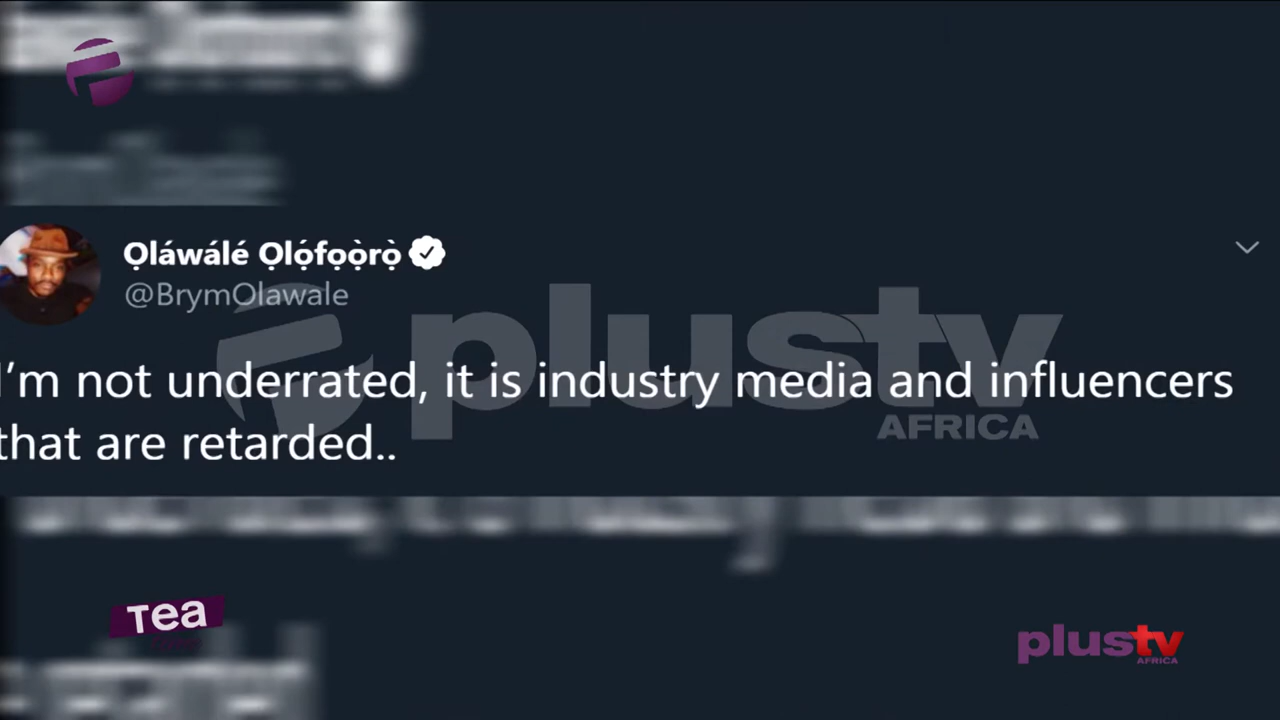 Ọláwálé Ọlọ́fọọ̀rọ̀
@BrymOlawale
plustv
AFRICA
I'm not underrated, it is industry media and influencers
that are retarded..
Tea
plustv
AFRICA